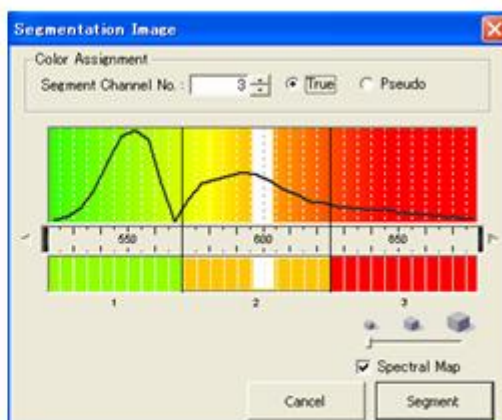 Segmentation Image
Color Assignment
Segment Channel No. : 3 True Pseudo
550 600 650
1 2 3
Spectral Map
Cancel Segment